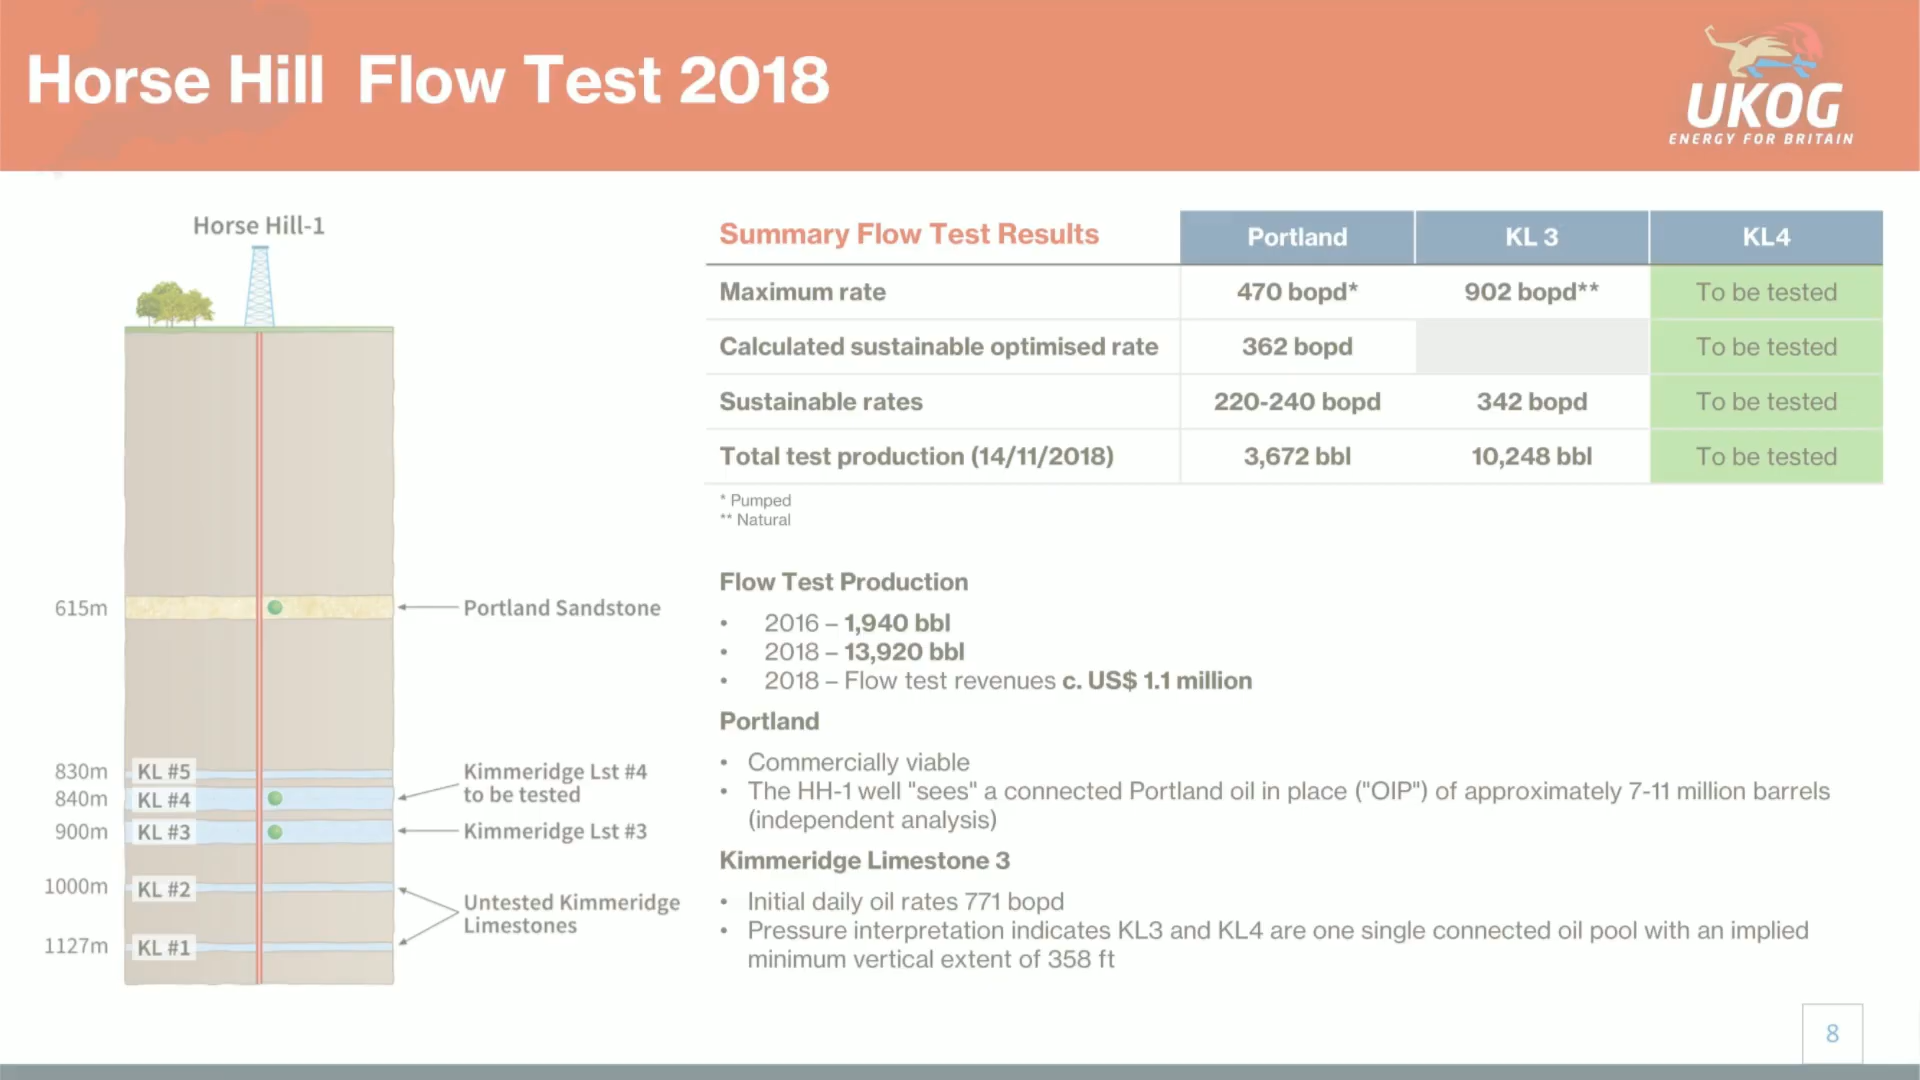 Horse Hill Flow Test 2018
UKOG
ENERGY FOR BRITAIN
Horse Hill-1
615m
Portland Sandstone
830m
KL #5
840m
KL #4
Kimmeridge Lst #4
to be tested
900m
KL #3
Kimmeridge Lst #3
1000m
KL #2
Untested Kimmeridge
Limestones
1127m
KL #1
Summary Flow Test Results Portland KL 3 KL4
Maximum rate 470 bopd* 902 bopd** To be tested
Calculated sustainable optimised rate 362 bopd To be tested
Sustainable rates 220-240 bopd 342 bopd To be tested
Total test production (14/11/2018) 3,672 bbl 10,248 bbl To be tested
* Pumped
** Natural
Flow Test Production
• 2016 – 1,940 bbl
• 2018 – 13,920 bbl
• 2018 – Flow test revenues c. US$ 1.1 million
Portland
• Commercially viable
• The HH-1 well "sees" a connected Portland oil in place ("OIP") of approximately 7-11 million barrels
(independent analysis)
Kimmeridge Limestone 3
• Initial daily oil rates 771 bopd
• Pressure interpretation indicates KL3 and KL4 are one single connected oil pool with an implied
minimum vertical extent of 358 ft
8